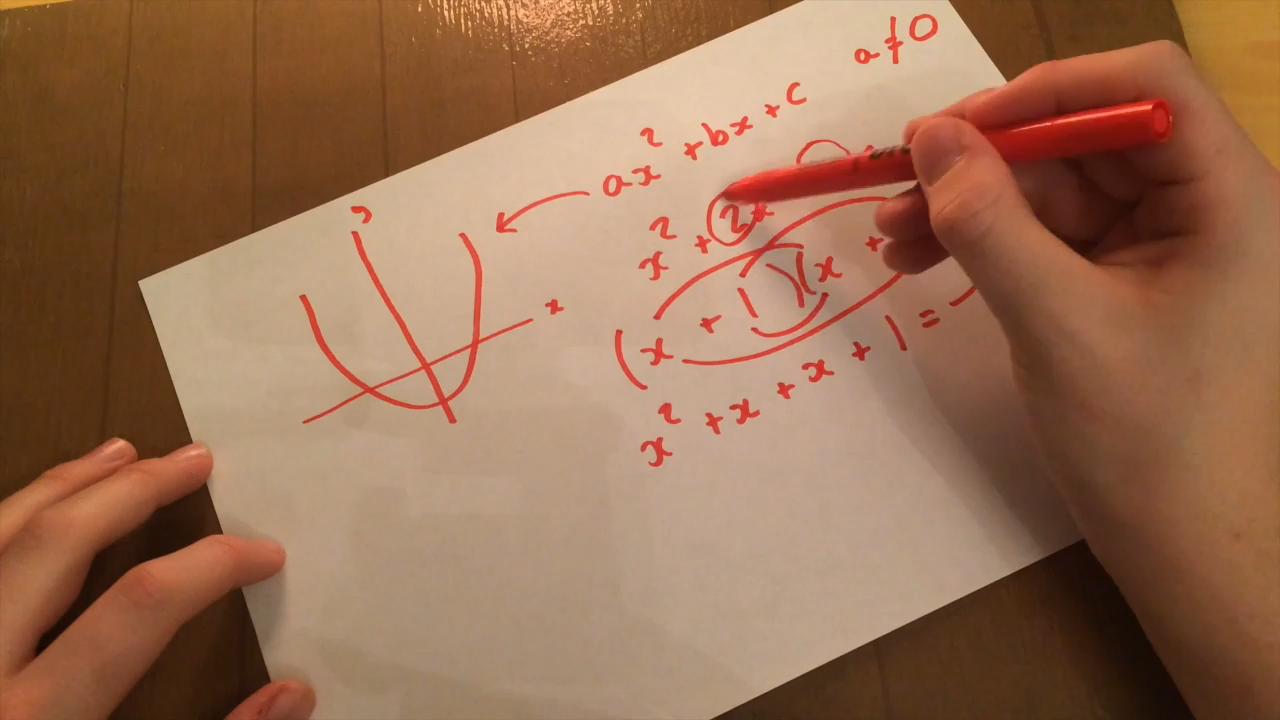 a≠0
ax² + bx + c
x² + 2x
(x + 1)(x +
x² + x + x + 1 =
y
x